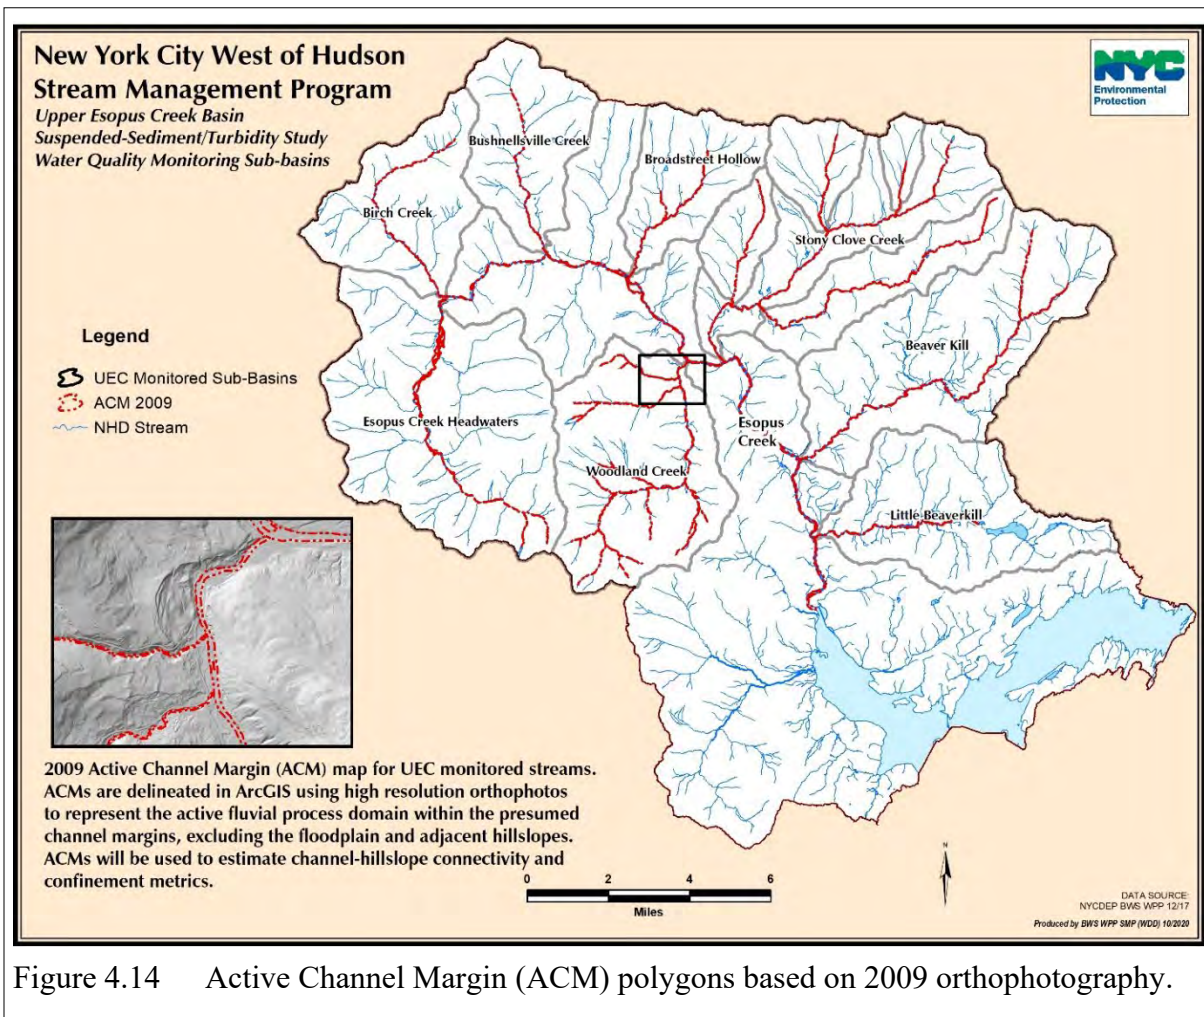 New York City West of Hudson
Stream Management Program
Upper Esopus Creek Basin
Suspended-Sediment/Turbidity Study
Water Quality Monitoring Sub-basins
NYC
Environmental
Protection
Bushnellsville Creek
Broadstreet Hollow
Birch Creek
Stony Clove Creek
Beaver Kill
Esopus Creek Headwaters
Esopus
Creek
Woodland Creek
Little Beaverkill
Legend
UEC Monitored Sub-Basins
ACM 2009
NHD Stream
2009 Active Channel Margin (ACM) map for UEC monitored streams.
ACMs are delineated in ArcGIS using high resolution orthophotos
to represent the active fluvial process domain within the presumed
channel margins, excluding the floodplain and adjacent hillslopes.
ACMs will be used to estimate channel-hillslope connectivity and
confinement metrics.
0 2 4 6
Miles
N
DATA SOURCE:
NYCDEP BWS WPP 12/17
Produced by BWS WPP SMP (WDD) 10/2020
Figure 4.14 Active Channel Margin (ACM) polygons based on 2009 orthophotography.